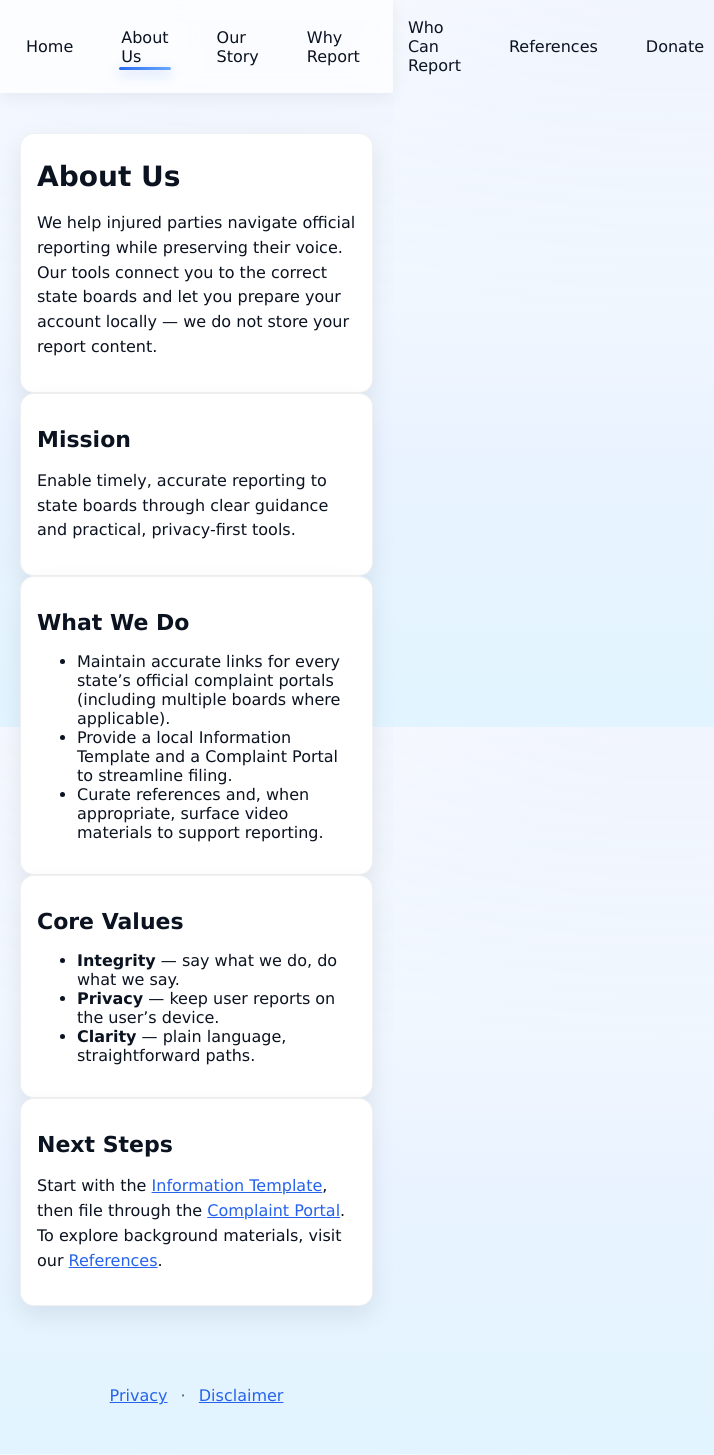 Home
About Us
Our Story
Why Report
Who Can Report
References
Donate
About Us
We help injured parties navigate official
reporting while preserving their voice.
Our tools connect you to the correct
state boards and let you prepare your
account locally — we do not store your
report content.
Mission
Enable timely, accurate reporting to
state boards through clear guidance
and practical, privacy-first tools.
What We Do
• Maintain accurate links for every
state’s official complaint portals
(including multiple boards where
applicable).
• Provide a local Information
Template and a Complaint Portal
to streamline filing.
• Curate references and, when
appropriate, surface video
materials to support reporting.
Core Values
• Integrity — say what we do, do
what we say.
• Privacy — keep user reports on
the user’s device.
• Clarity — plain language,
straightforward paths.
Next Steps
Start with the Information Template,
then file through the Complaint Portal.
To explore background materials, visit
our References.
Privacy · Disclaimer